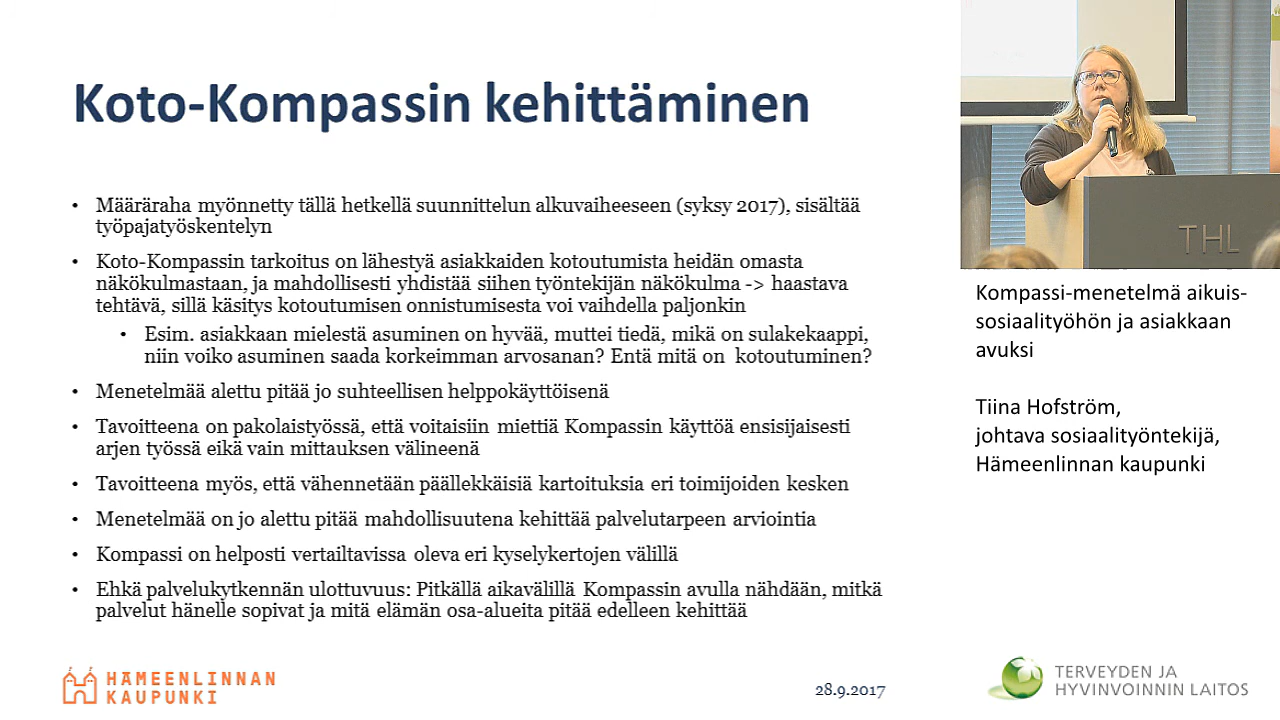 Koto-Kompassin kehittäminen
• Määräraha myönnetty tällä hetkellä suunnittelun alkuvaiheeseen (syksy 2017), sisältää
työpajatyöskentelyn
• Koto-Kompassin tarkoitus on lähestyä asiakkaiden kotoutumista heidän omasta
näkökulmastaan, ja mahdollisesti yhdistää siihen työntekijän näkökulma -> haastava
tehtävä, sillä käsitys kotoutumisen onnistumisesta voi vaihdella paljonkin
• Esim. asiakkaan mielestä asuminen on hyvää, muttei tiedä, mikä on sulakekaappi,
niin voiko asuminen saada korkeimman arvosanan? Entä mitä on kotoutuminen?
• Menetelmää alettu pitää jo suhteellisen helppokäyttöisenä
• Tavoitteena on pakolaistyössä, että voitaisiin miettiä Kompassin käyttöä ensisijaisesti
arjen työssä eikä vain mittauksen välineenä
• Tavoitteena myös, että vähennetään päällekkäisiä kartoituksia eri toimijoiden kesken
• Menetelmää on jo alettu pitää mahdollisuutena kehittää palvelutarpeen arviointia
• Kompassi on helposti vertailtavissa oleva eri kyselykertojen välillä
• Ehkä palvelukytkennän ulottuvuus: Pitkällä aikavälillä Kompassin avulla nähdään, mitkä
palvelut hänelle sopivat ja mitä elämän osa-alueita pitää edelleen kehittää
HÄMEENLINNAN
KAUPUNKI
28.9.2017
THL
Kompassi-menetelmä aikuis-
sosiaalityöhön ja asiakkaan
avuksi
Tiina Hofström,
johtava sosiaalityöntekijä,
Hämeenlinnan kaupunki
TERVEYDEN JA
HYVINVOINNIN LAITOS